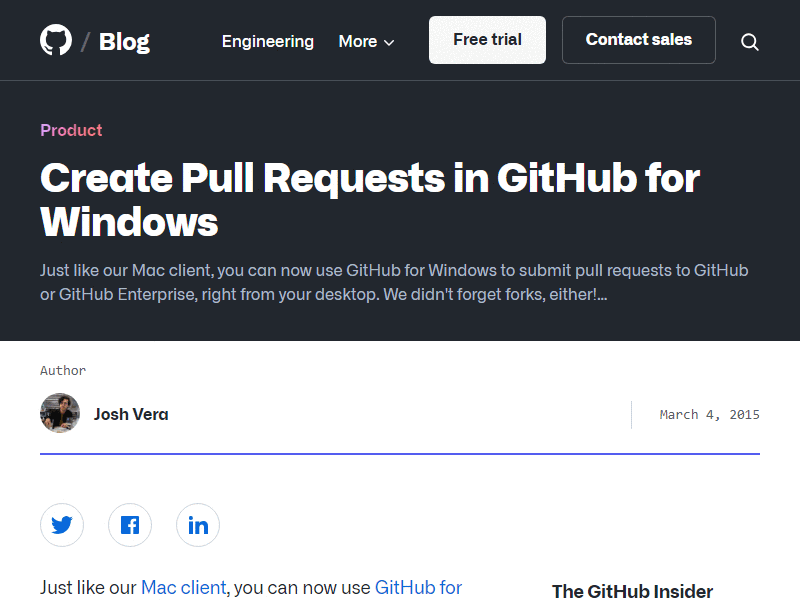 / Blog Engineering More Free trial Contact sales
Product
Create Pull Requests in GitHub for
Windows
Just like our Mac client, you can now use GitHub for Windows to submit pull requests to GitHub
or GitHub Enterprise, right from your desktop. We didn't forget forks, either!...
Author
Josh Vera
March 4, 2015
Just like our Mac client, you can now use GitHub for
The GitHub Insider